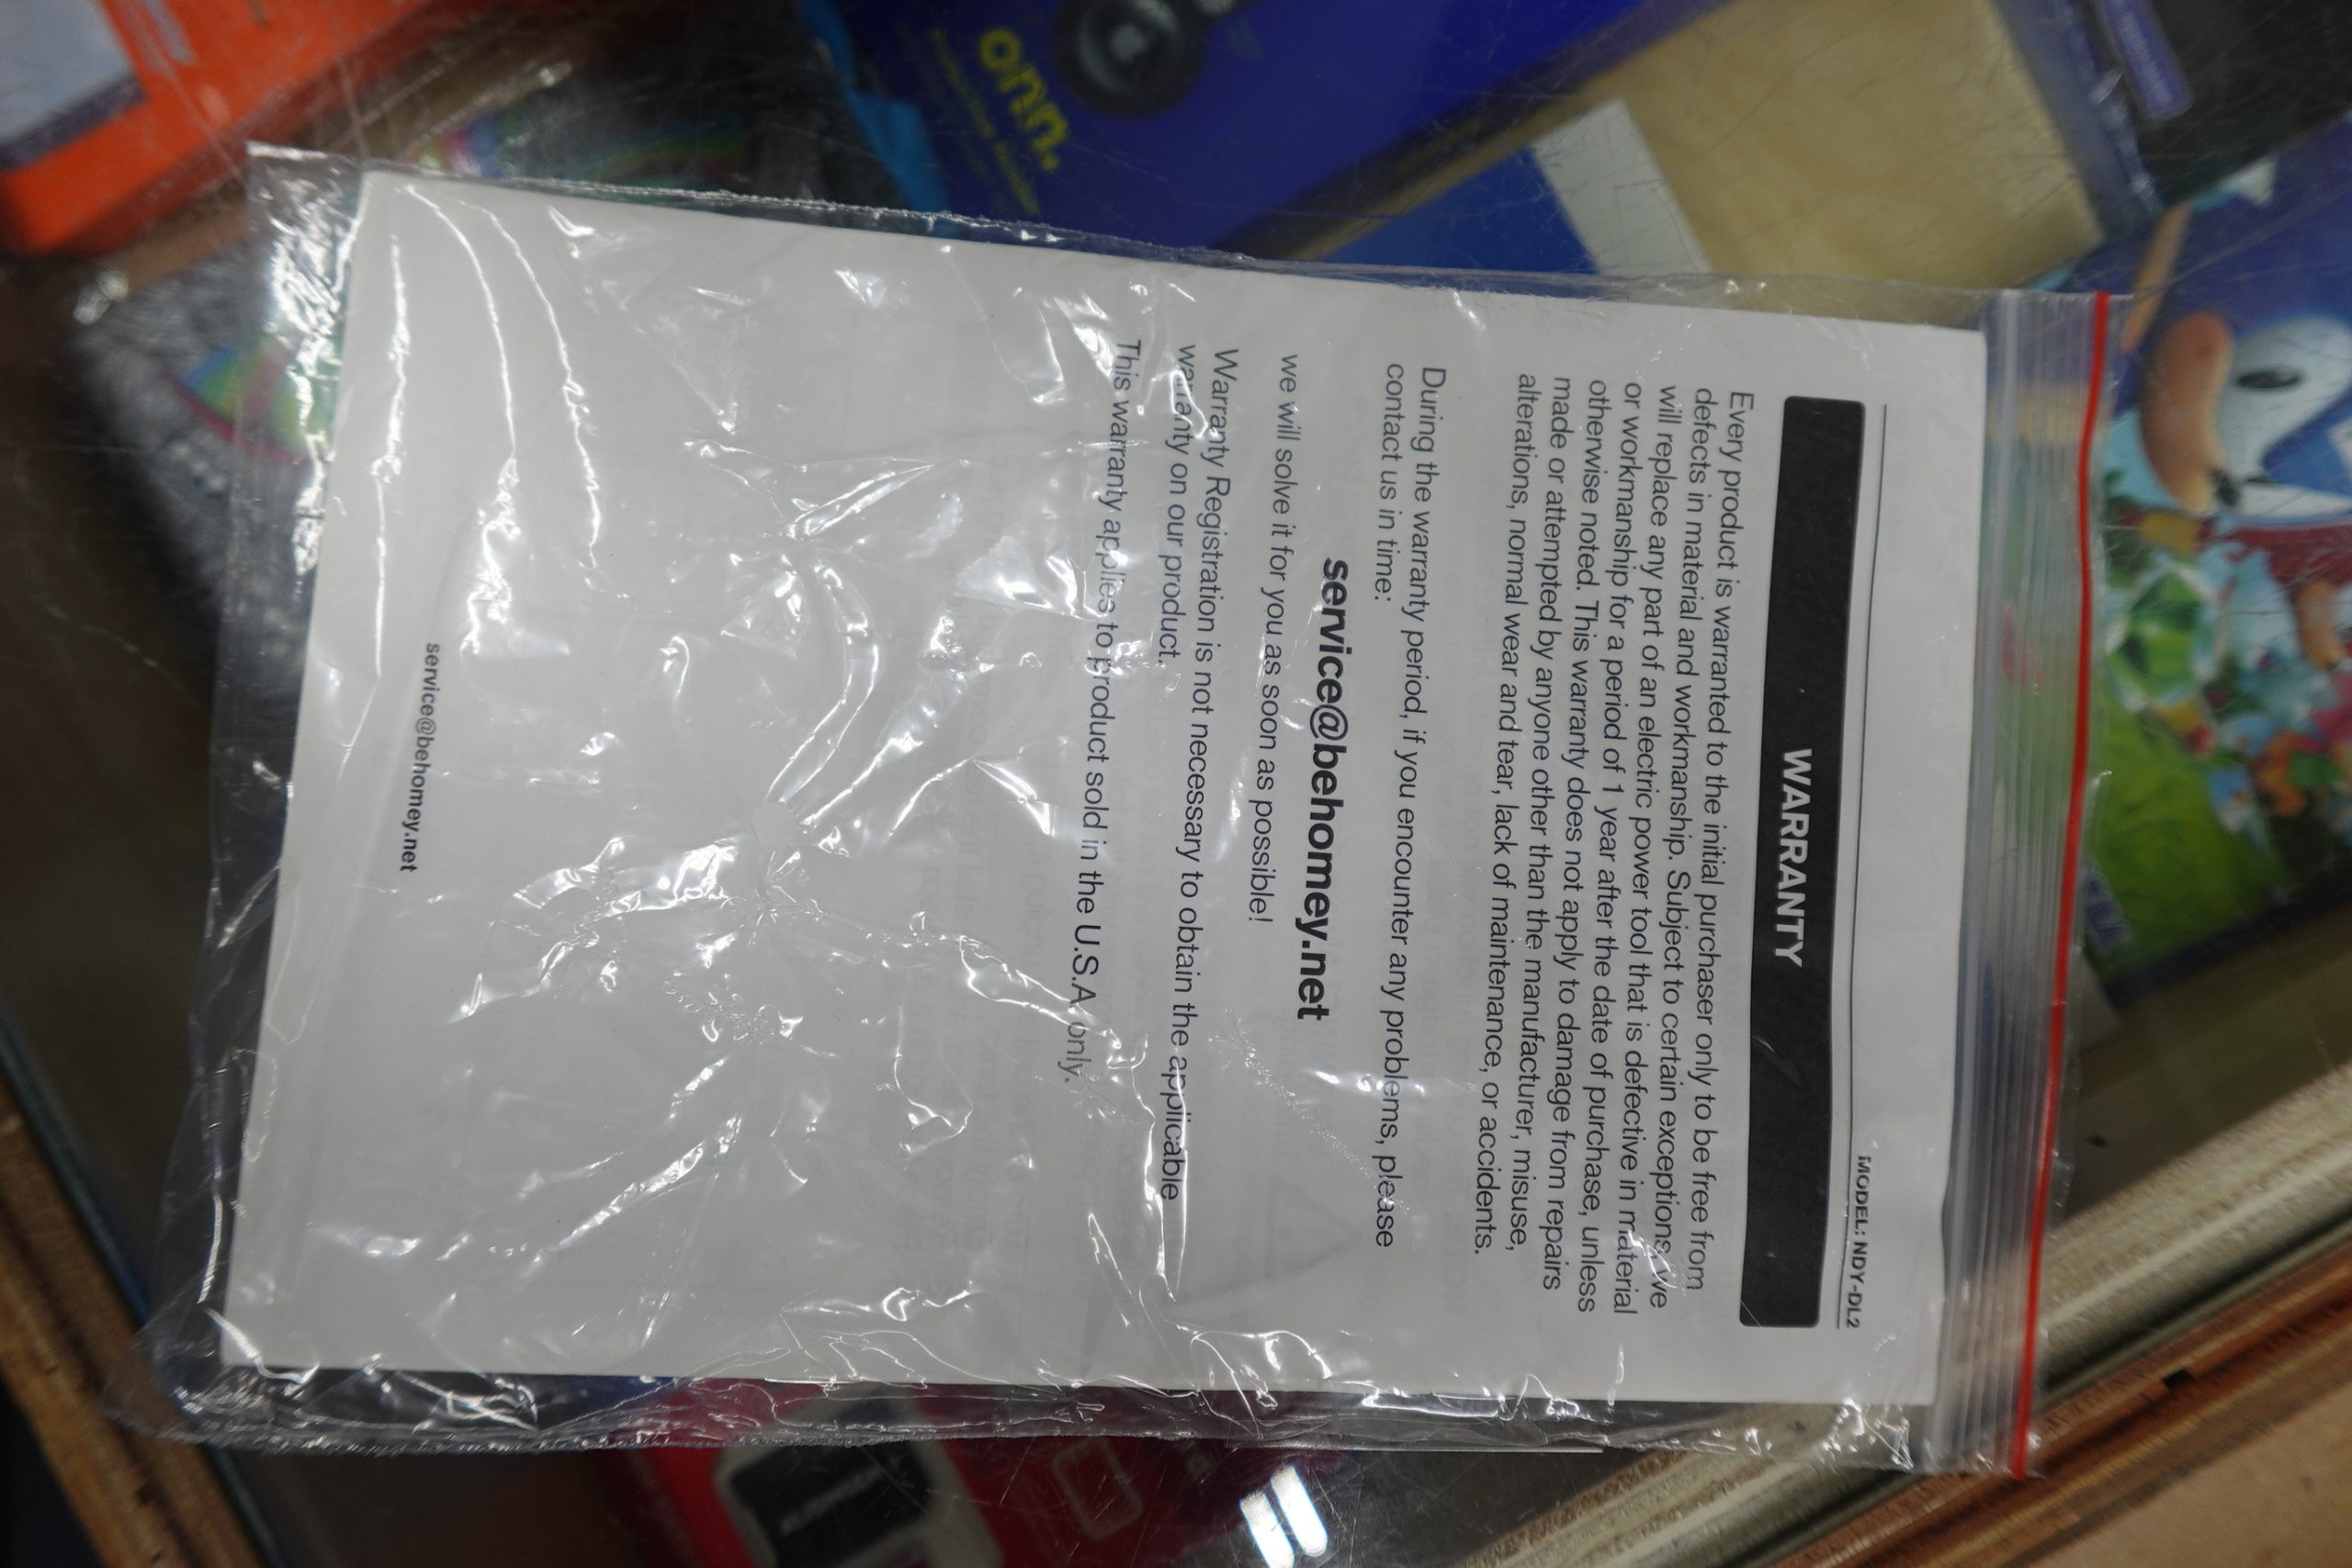 MODEL: NDY-DL2
WARRANTY
Every product is warranted to the initial purchaser only to be free from
defects in material and workmanship. Subject to certain exceptions, we
will replace any part of an electric power tool that is defective in material
or workmanship for a period of 1 year after the date of purchase, unless
otherwise noted. This warranty does not apply to damage from repairs
made or attempted by anyone other than the manufacturer, misuse,
alterations, normal wear and tear, lack of maintenance, or accidents.
During the warranty period, if you encounter any problems, please
contact us in time:
service@behomey.net
we will solve it for you as soon as possible!
Warranty Registration is not necessary to obtain the applicable
warranty on our product.
This warranty applies to product sold in the U.S.A. only.
service@behomey.net
onn.